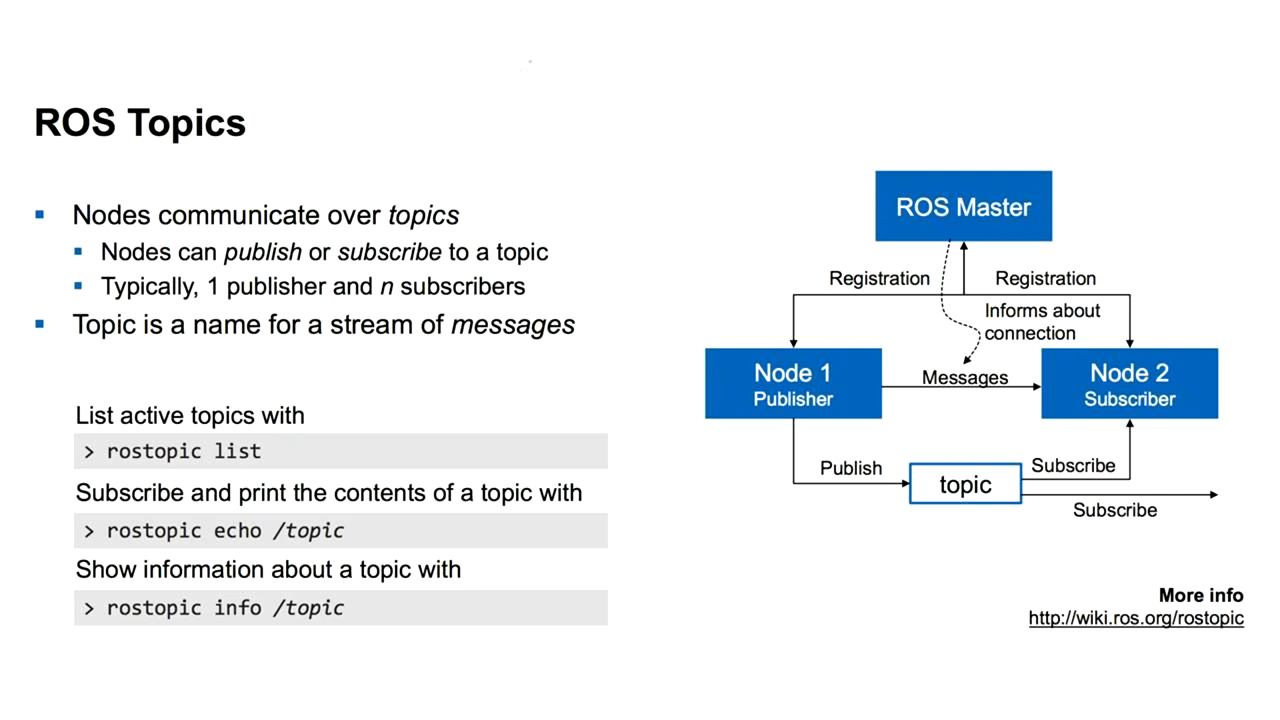 ROS Topics
Nodes communicate over topics
Nodes can publish or subscribe to a topic
Typically, 1 publisher and n subscribers
Topic is a name for a stream of messages
List active topics with
> rostopic list
Subscribe and print the contents of a topic with
> rostopic echo /topic
Show information about a topic with
> rostopic info /topic
ROS Master
Registration
Registration
Informs about
connection
Node 1
Publisher
Messages
Node 2
Subscriber
Publish
topic
Subscribe
Subscribe
More info
http://wiki.ros.org/rostopic